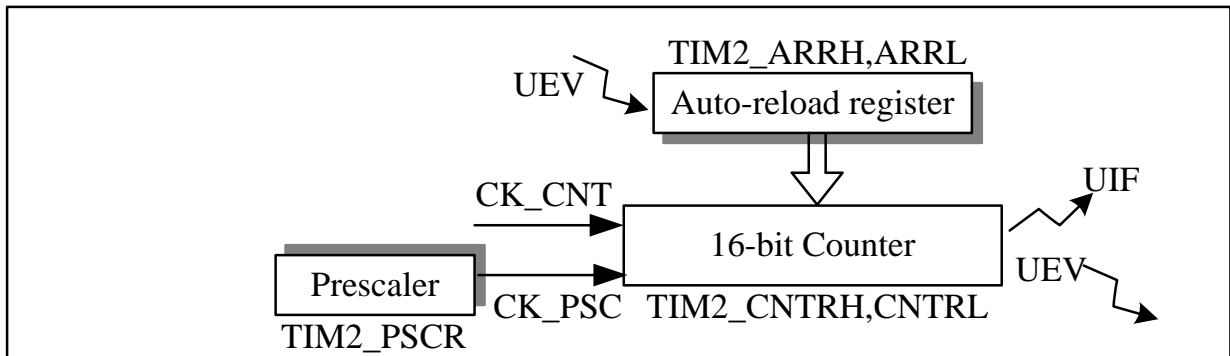 TIM2_ARRH,ARRL
UEV
Auto-reload register
CK_CNT
UIF
16-bit Counter
UEV
Prescaler
CK_PSC
TIM2_CNTRH,CNTRL
TIM2_PSCR